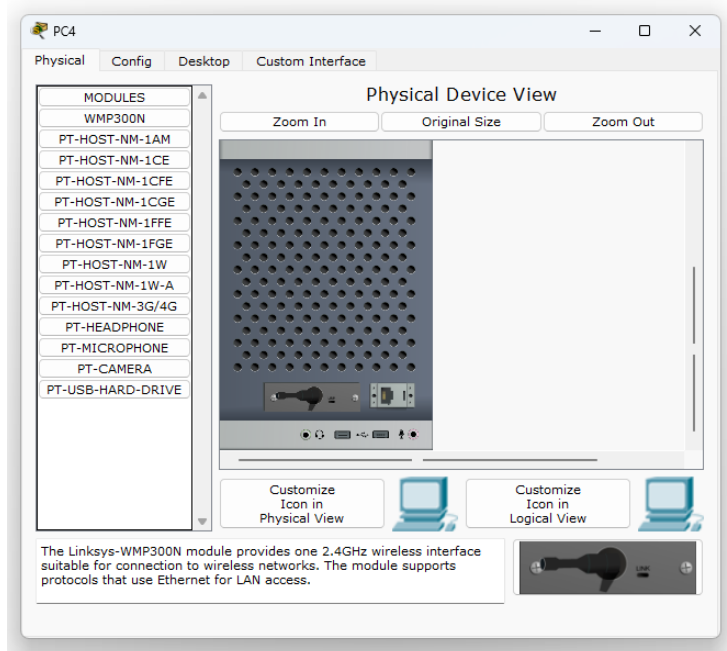 PC4
Physical Config Desktop Custom Interface
MODULES
WMP300N
PT-HOST-NM-1AM
PT-HOST-NM-1CE
PT-HOST-NM-1CFE
PT-HOST-NM-1CGE
PT-HOST-NM-1FFE
PT-HOST-NM-1FGE
PT-HOST-NM-1W
PT-HOST-NM-1W-A
PT-HOST-NM-3G/4G
PT-HEADPHONE
PT-MICROPHONE
PT-CAMERA
PT-USB-HARD-DRIVE
Physical Device View
Zoom In Original Size Zoom Out
Customize
Icon in
Physical View
Customize
Icon in
Logical View
The Linksys-WMP300N module provides one 2.4GHz wireless interface
suitable for connection to wireless networks. The module supports
protocols that use Ethernet for LAN access.
LINK